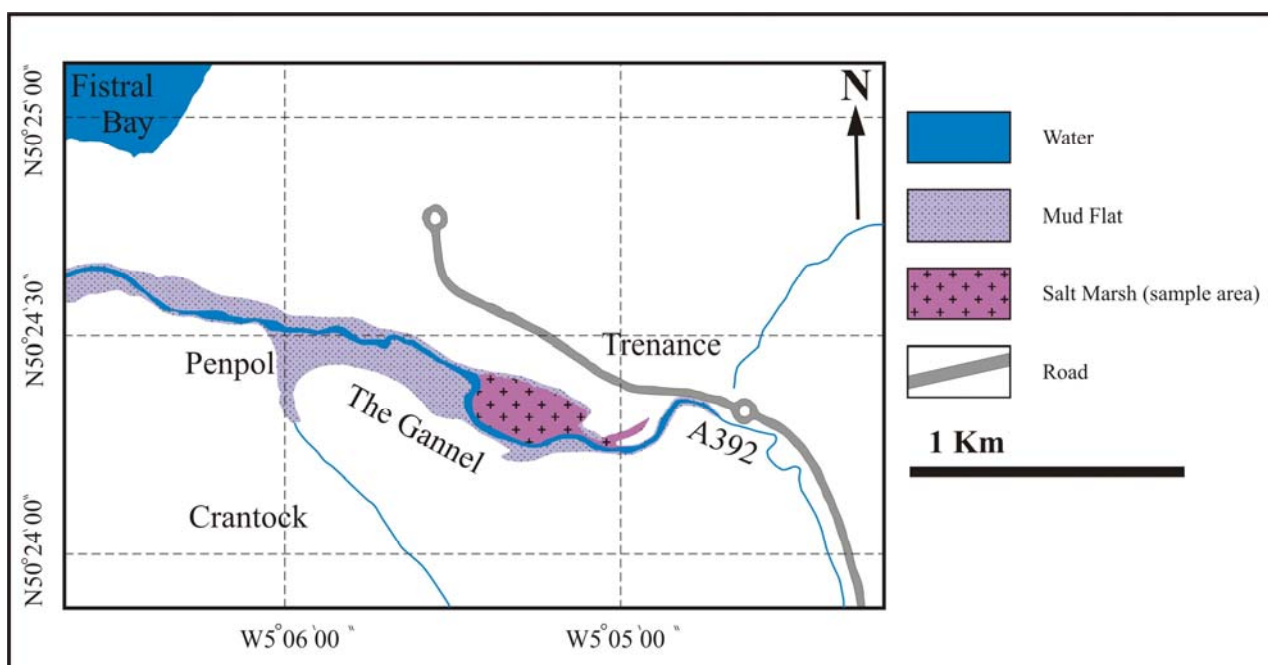 Fistral
Bay
N
N50°25‵00‶
N50°24‵30‶
N50°24‵00‶
Trenance
Penpol
The Gannel
A392
Crantock
W5°06‵00‶
W5°05‵00‶
Water
Mud Flat
Salt Marsh (sample area)
Road
1 Km